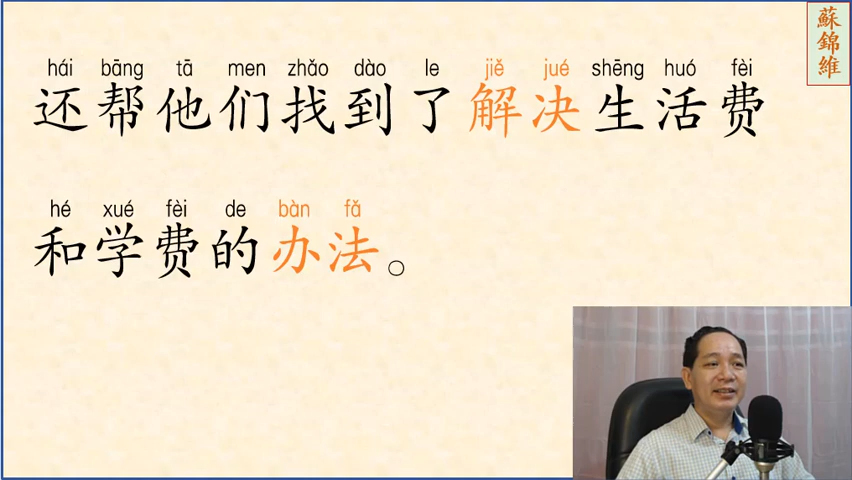 蘇錦維
hái bāng tā men zhǎo dào le jiě jué shēng huó fèi
还帮他们找到了解决生活费
hé xué fèi de bàn fǎ
和学费的办法。